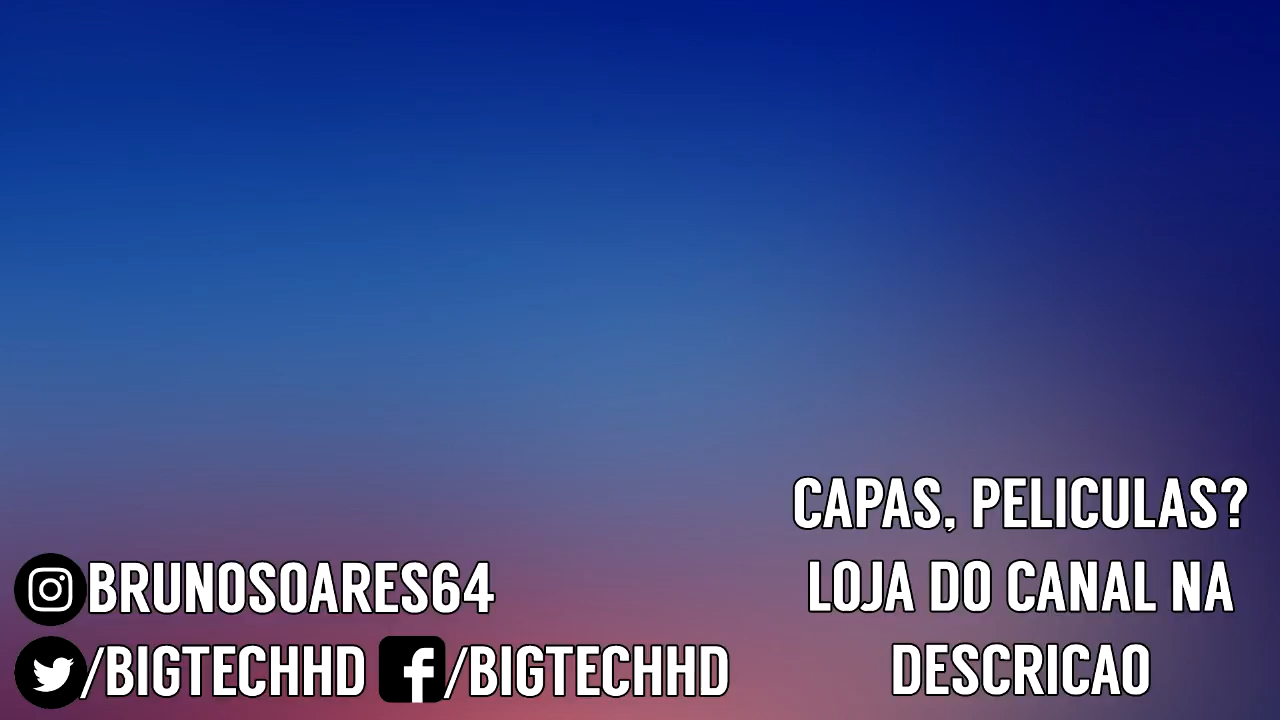 CAPAS, PELICULAS?
LOJA DO CANAL NA
DESCRICAO
BRUNOSOARES64
/BIGTECHHD /BIGTECHHD